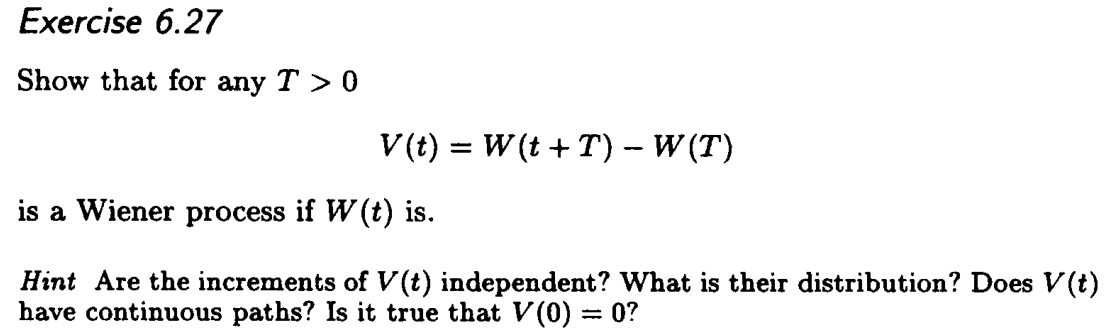 Exercise 6.27
Show that for any T > 0
V(t) = W(t + T) − W(T)
is a Wiener process if W(t) is.
Hint Are the increments of V(t) independent? What is their distribution? Does V(t)
have continuous paths? Is it true that V(0) = 0?